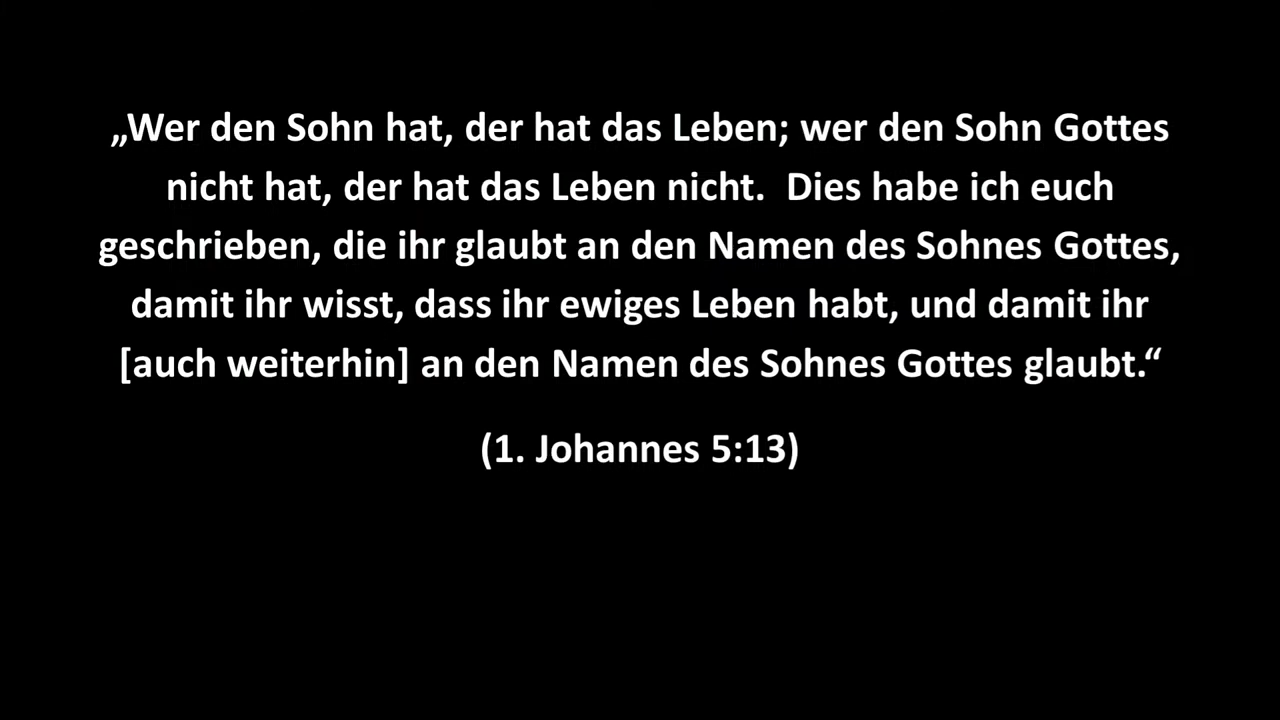 „Wer den Sohn hat, der hat das Leben; wer den Sohn Gottes
nicht hat, der hat das Leben nicht.  Dies habe ich euch
geschrieben, die ihr glaubt an den Namen des Sohnes Gottes,
damit ihr wisst, dass ihr ewiges Leben habt, und damit ihr
[auch weiterhin] an den Namen des Sohnes Gottes glaubt.“
(1. Johannes 5:13)